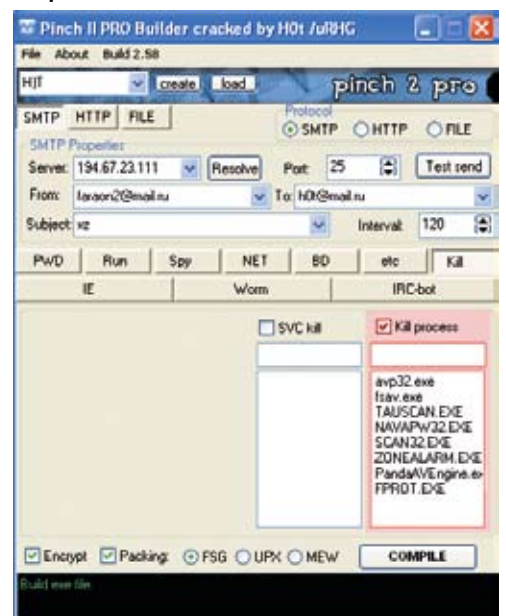 Pinch II PRO Builder cracked by H0t /uRHG
File About Build 2.58
HJT create load pinch 2 pro
SMTP HTTP FILE
Protocol
SMTP HTTP FILE
SMTP Properties
Server: 194.67.23.111 Resolve Port: 25 Test send
From: To: h0t@mail.ru
Subject: xz Interval: 120
PWD Run Spy NET BD etc Kill
IE Worm IRC-bot
SVC kill Kill process
avp32.exe
fsav.exe
TAUSCAN.EXE
NAVAPW32.EXE
SCAN32.EXE
ZONEALARM.EXE
PandaAVEngine.ex
FPROT.EXE
Encrypt Packing: FSG UPX MEW COMPILE
Build exe file